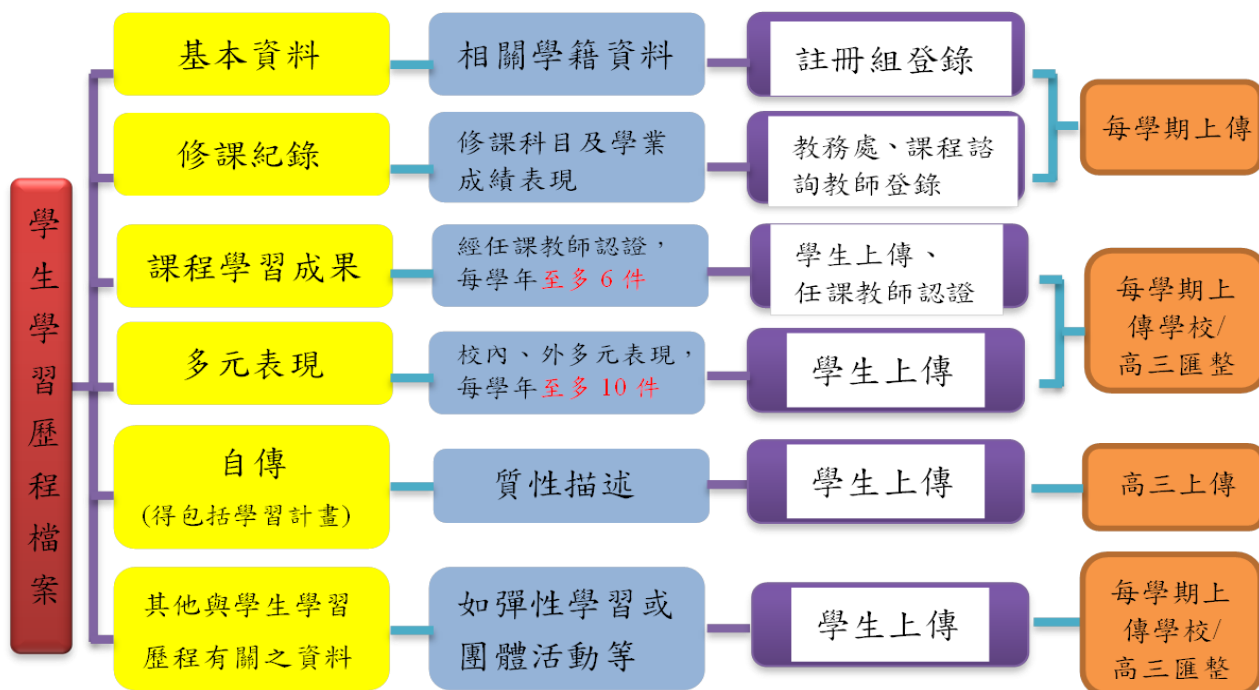 學生學習歷程檔案
基本資料
相關學籍資料
註冊組登錄
修課紀錄
修課科目及學業
成績表現
教務處、課程諮
詢教師登錄
每學期上傳
課程學習成果
經任課教師認證，
每學年至多 6 件
學生上傳、
任課教師認證
多元表現
校內、外多元表現，
每學年至多 10 件
學生上傳
每學期上
傳學校/
高三匯整
自傳
(得包括學習計畫)
質性描述
學生上傳
高三上傳
其他與學生學習
歷程有關之資料
如彈性學習或
團體活動等
學生上傳
每學期上
傳學校/
高三匯整